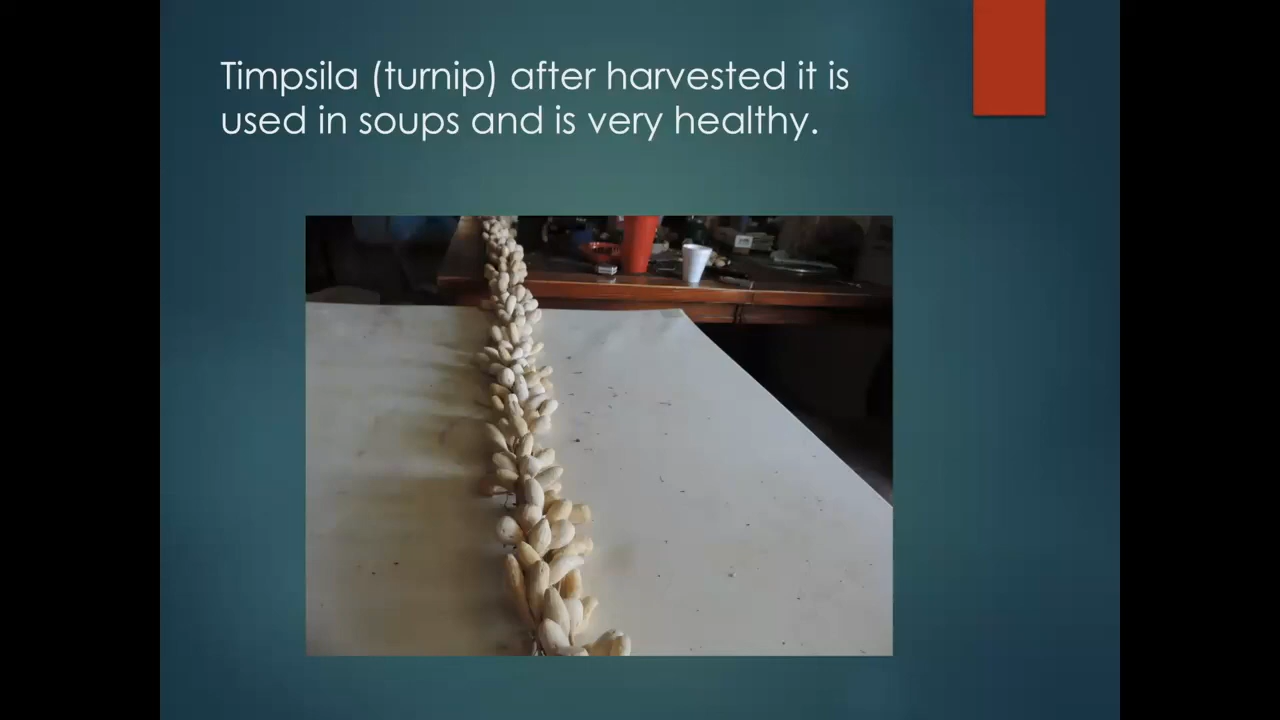 Timpsila (turnip) after harvested it is
used in soups and is very healthy.